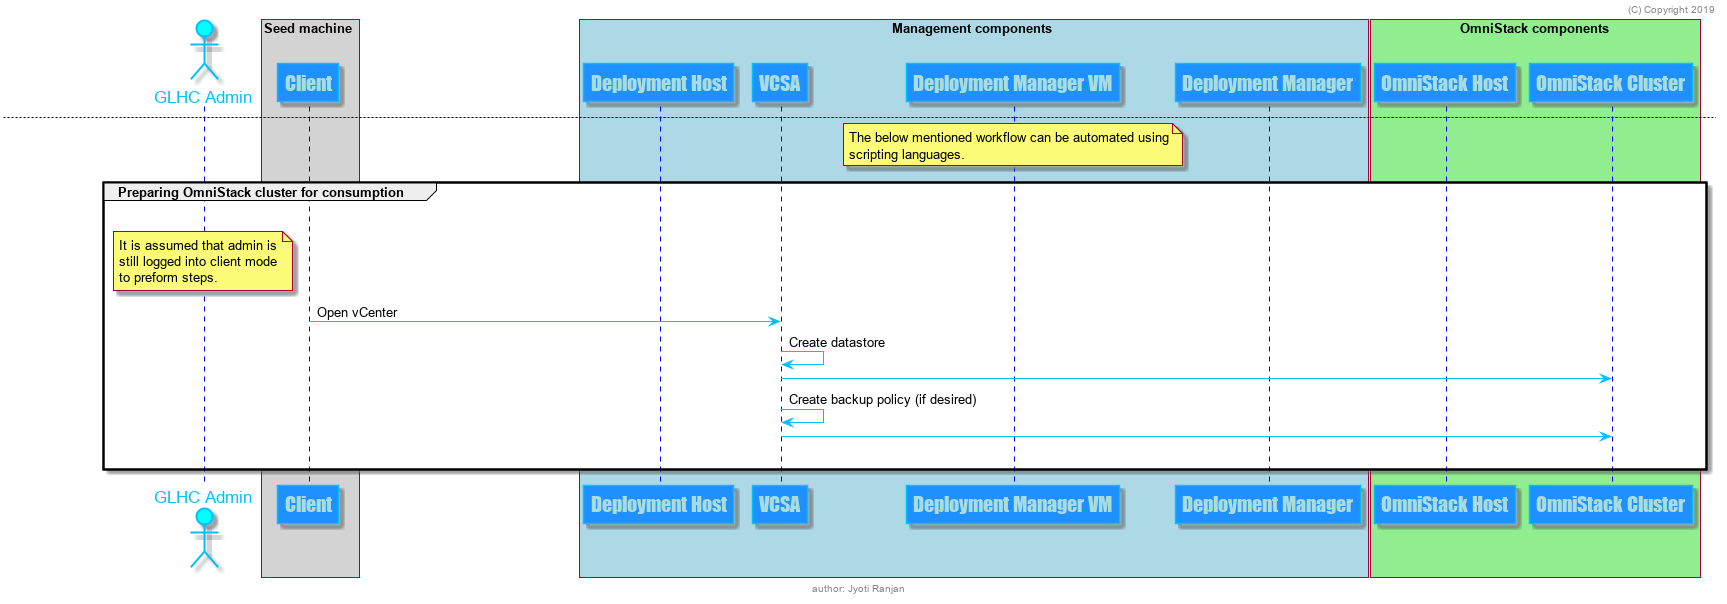 (C) Copyright 2019
Seed machine
Management components
OmniStack components
GLHC Admin
Client
Deployment Host
VCSA
Deployment Manager VM
Deployment Manager
OmniStack Host
OmniStack Cluster
The below mentioned workflow can be automated using
scripting languages.
Preparing OmniStack cluster for consumption
It is assumed that admin is
still logged into client mode
to preform steps.
Open vCenter
Create datastore
Create backup policy (if desired)
GLHC Admin
Client
Deployment Host
VCSA
Deployment Manager VM
Deployment Manager
OmniStack Host
OmniStack Cluster
author: Jyoti Ranjan